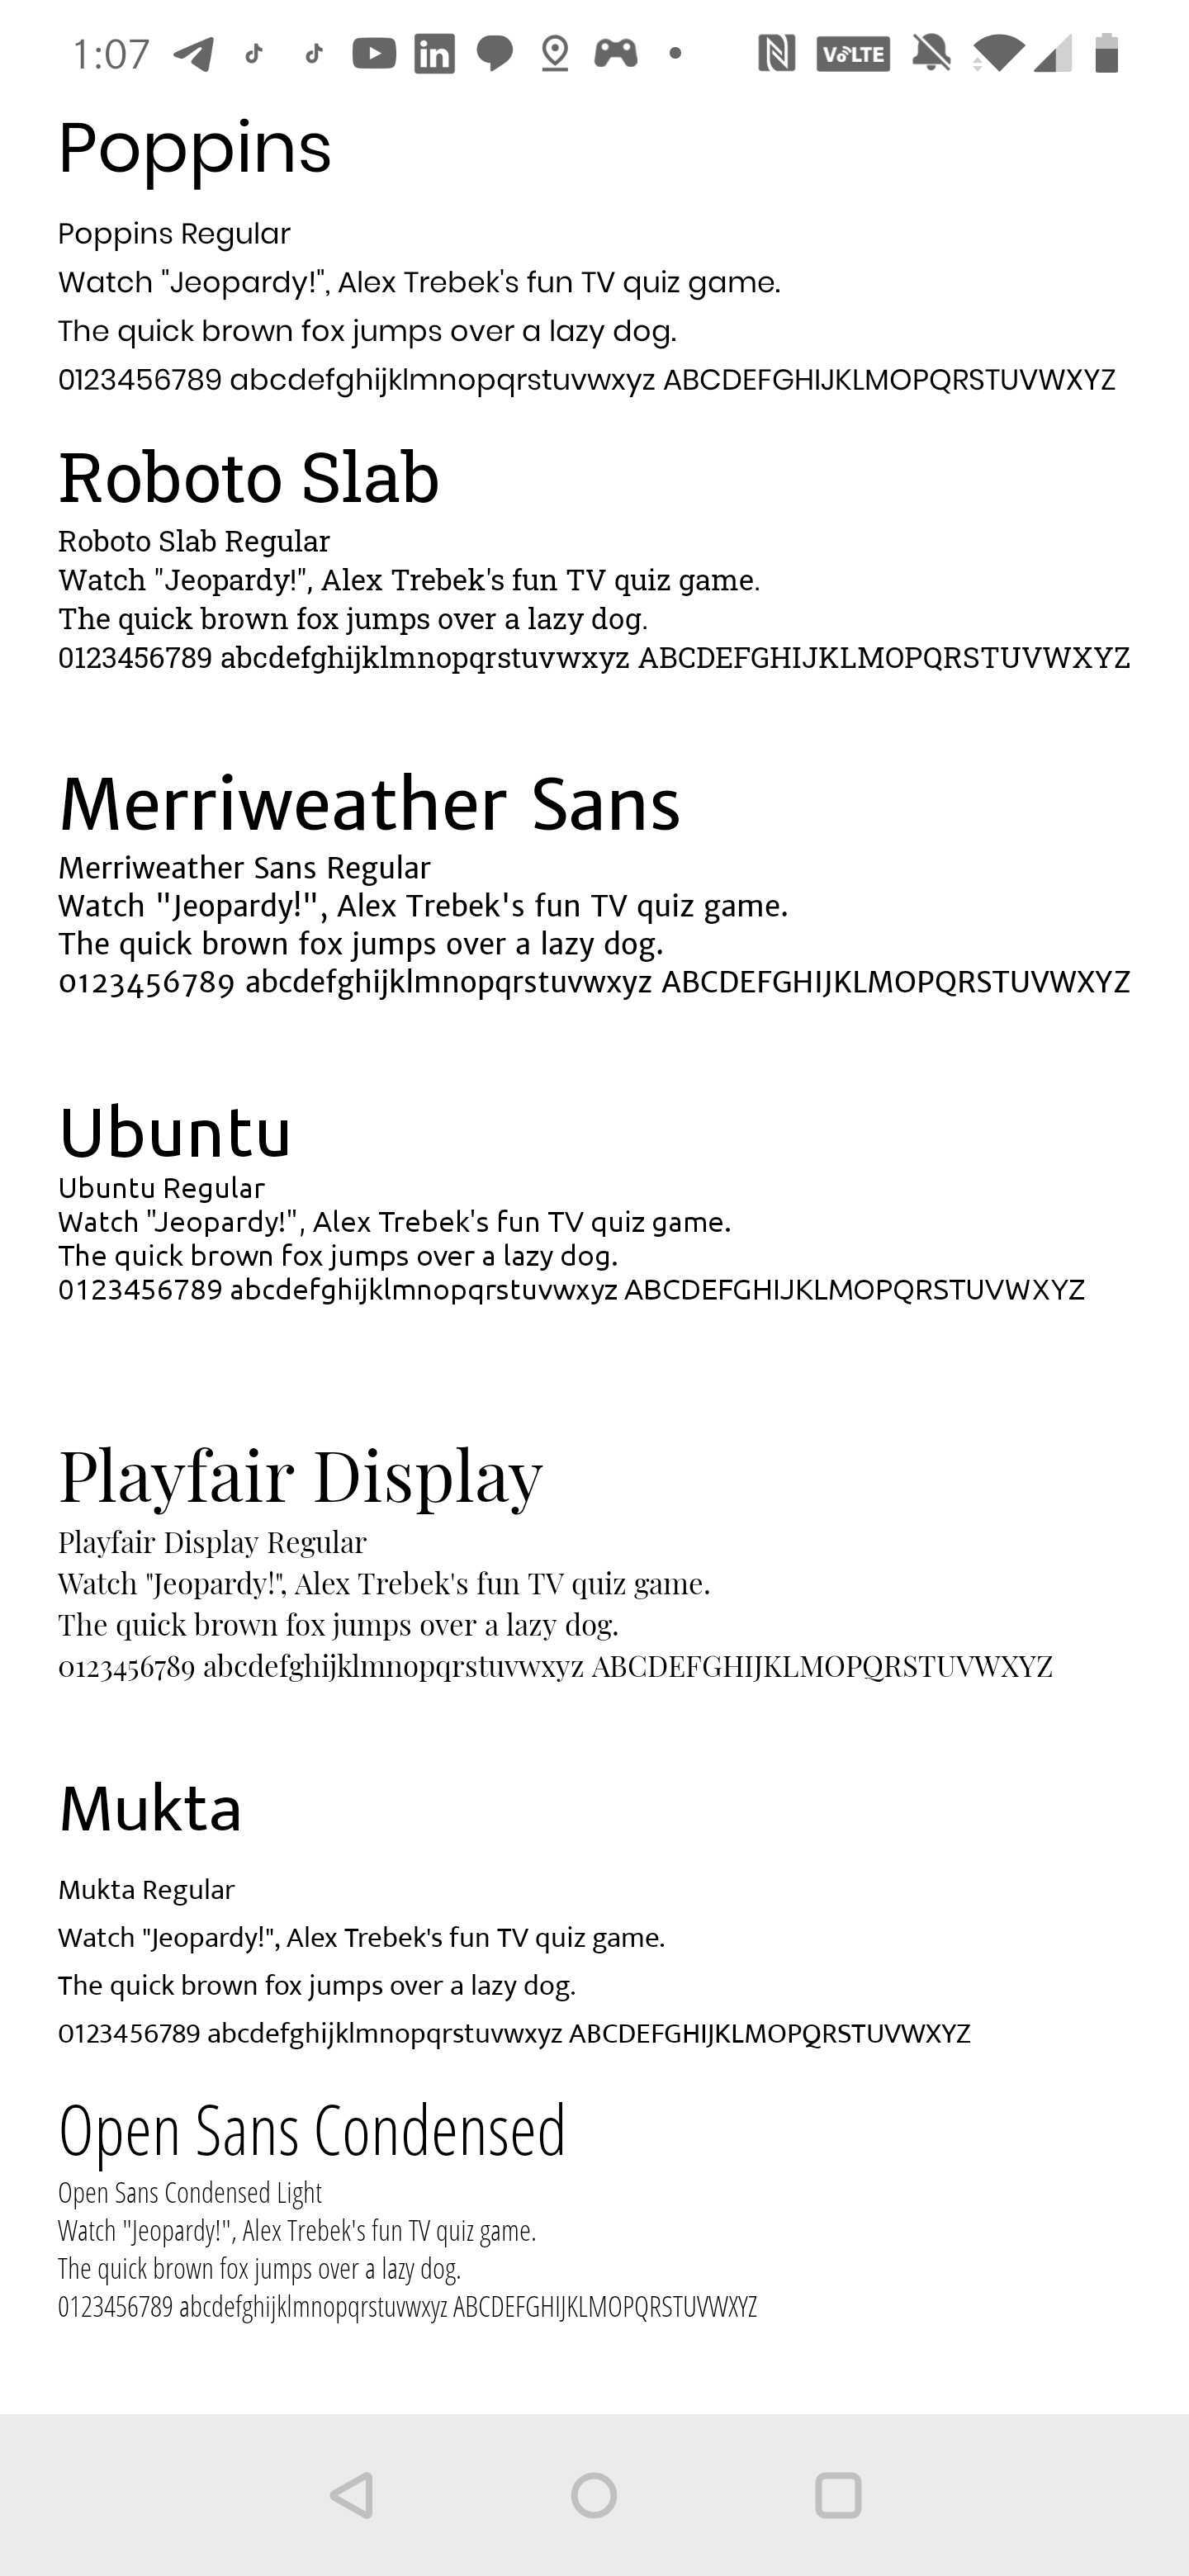 1:07 VoLTE
Poppins
Poppins Regular
Watch "Jeopardy!", Alex Trebek's fun TV quiz game.
The quick brown fox jumps over a lazy dog.
0123456789 abcdefghijklmnopqrstuvwxyz ABCDEFGHIJKLMOPQRSTUVWXYZ
Roboto Slab
Roboto Slab Regular
Watch "Jeopardy!", Alex Trebek's fun TV quiz game.
The quick brown fox jumps over a lazy dog.
0123456789 abcdefghijklmnopqrstuvwxyz ABCDEFGHIJKLMOPQRSTUVWXYZ
Merriweather Sans
Merriweather Sans Regular
Watch "Jeopardy!", Alex Trebek's fun TV quiz game.
The quick brown fox jumps over a lazy dog.
0123456789 abcdefghijklmnopqrstuvwxyz ABCDEFGHIJKLMOPQRSTUVWXYZ
Ubuntu
Ubuntu Regular
Watch "Jeopardy!", Alex Trebek's fun TV quiz game.
The quick brown fox jumps over a lazy dog.
0123456789 abcdefghijklmnopqrstuvwxyz ABCDEFGHIJKLMOPQRSTUVWXYZ
Playfair Display
Playfair Display Regular
Watch "Jeopardy!", Alex Trebek's fun TV quiz game.
The quick brown fox jumps over a lazy dog.
0123456789 abcdefghijklmnopqrstuvwxyz ABCDEFGHIJKLMOPQRSTUVWXYZ
Mukta
Mukta Regular
Watch "Jeopardy!", Alex Trebek's fun TV quiz game.
The quick brown fox jumps over a lazy dog.
0123456789 abcdefghijklmnopqrstuvwxyz ABCDEFGHIJKLMOPQRSTUVWXYZ
Open Sans Condensed
Open Sans Condensed Light
Watch "Jeopardy!", Alex Trebek's fun TV quiz game.
The quick brown fox jumps over a lazy dog.
0123456789 abcdefghijklmnopqrstuvwxyz ABCDEFGHIJKLMOPQRSTUVWXYZ